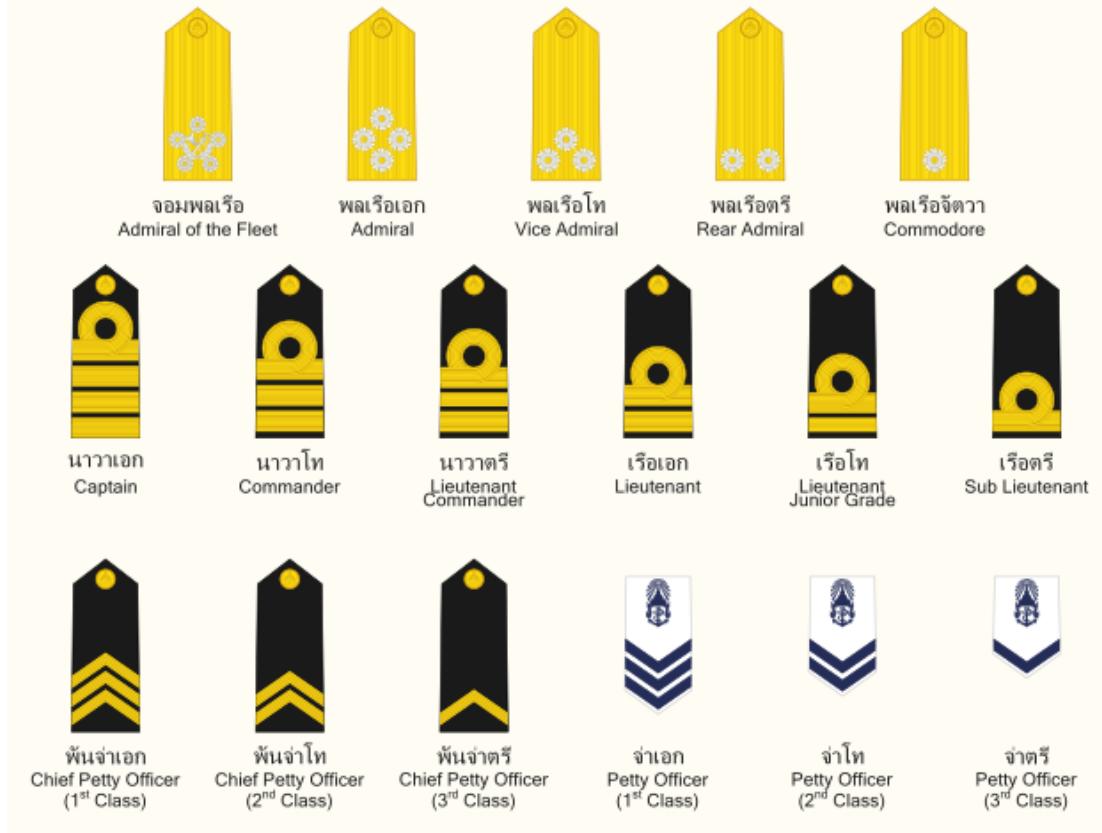 จอมพลเรือ
Admiral of the Fleet
พลเรือเอก
Admiral
พลเรือโท
Vice Admiral
พลเรือตรี
Rear Admiral
พลเรือจัตวา
Commodore
นาวาเอก
Captain
นาวาโท
Commander
นาวาตรี
Lieutenant
Commander
เรือเอก
Lieutenant
เรือโท
Lieutenant
Junior Grade
เรือตรี
Sub Lieutenant
พันจ่าเอก
Chief Petty Officer
(1st Class)
พันจ่าโท
Chief Petty Officer
(2nd Class)
พันจ่าตรี
Chief Petty Officer
(3rd Class)
จ่าเอก
Petty Officer
(1st Class)
จ่าโท
Petty Officer
(2nd Class)
จ่าตรี
Petty Officer
(3rd Class)